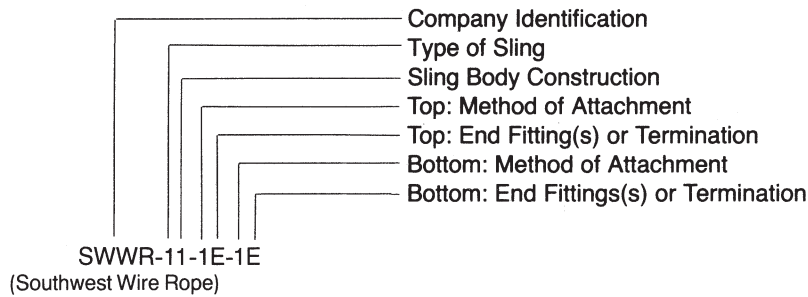 Company Identification
Type of Sling
Sling Body Construction
Top: Method of Attachment
Top: End Fitting(s) or Termination
Bottom: Method of Attachment
Bottom: End Fittings(s) or Termination
SWWR-11-1E-1E
(Southwest Wire Rope)